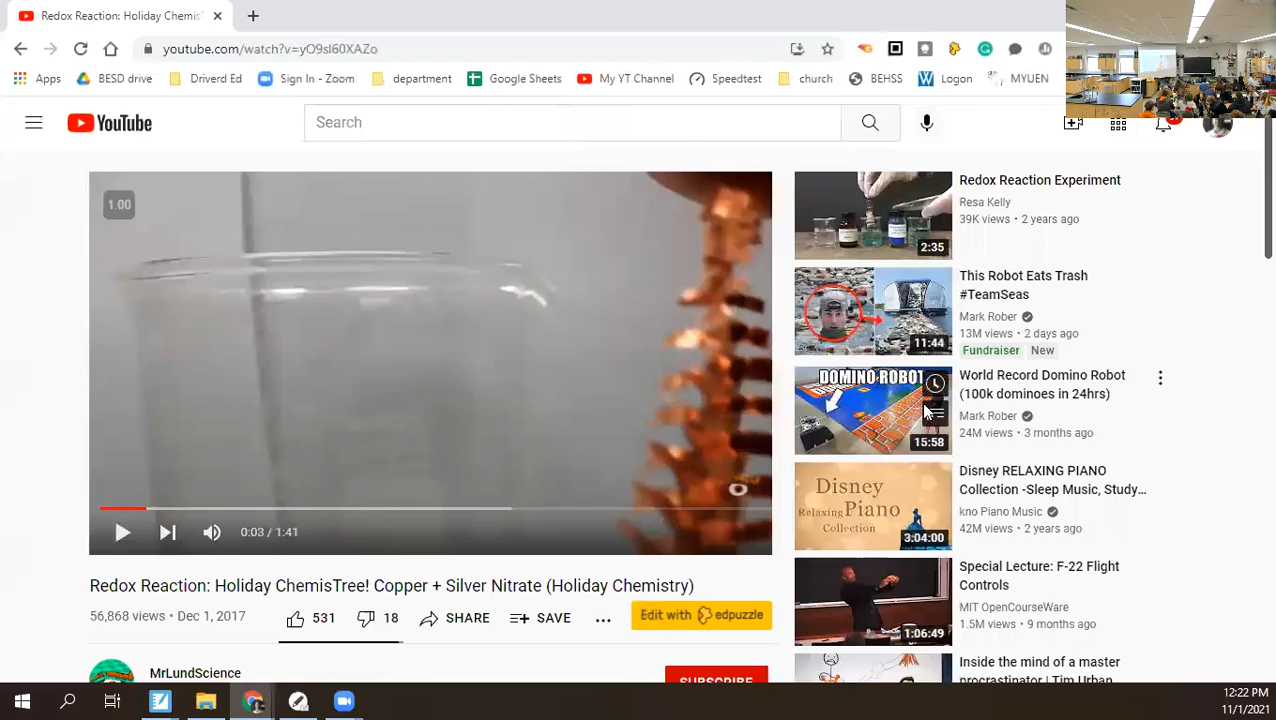 Redox Reaction: Holiday Chemis
youtube.com/watch?v=yO9sl60XAZo
Apps BESD drive Driverd Ed Sign In - Zoom department Google Sheets My YT Channel Speedtest church BEHSS Logon MYUEN
YouTube
Search
1.00
0:03 / 1:41
Redox Reaction: Holiday ChemisTree! Copper + Silver Nitrate (Holiday Chemistry)
56,868 views • Dec 1, 2017
531 18 SHARE SAVE ... Edit with edpuzzle
MrLundScience
SUBSCRIBE
2:35
Redox Reaction Experiment
Resa Kelly
39K views • 2 years ago
11:44
This Robot Eats Trash
#TeamSeas
Mark Rober
13M views • 2 days ago
Fundraiser New
DOMINO ROBOT
15:58
World Record Domino Robot
(100k dominoes in 24hrs)
Mark Rober
24M views • 3 months ago
Disney
Relaxing Piano
Collection
3:04:00
Disney RELAXING PIANO
Collection -Sleep Music, Study...
kno Piano Music
42M views • 2 years ago
1:06:49
Special Lecture: F-22 Flight
Controls
MIT OpenCourseWare
1.5M views • 9 months ago
Inside the mind of a master
procrastinator | Tim Urban
12:22 PM
11/1/2021